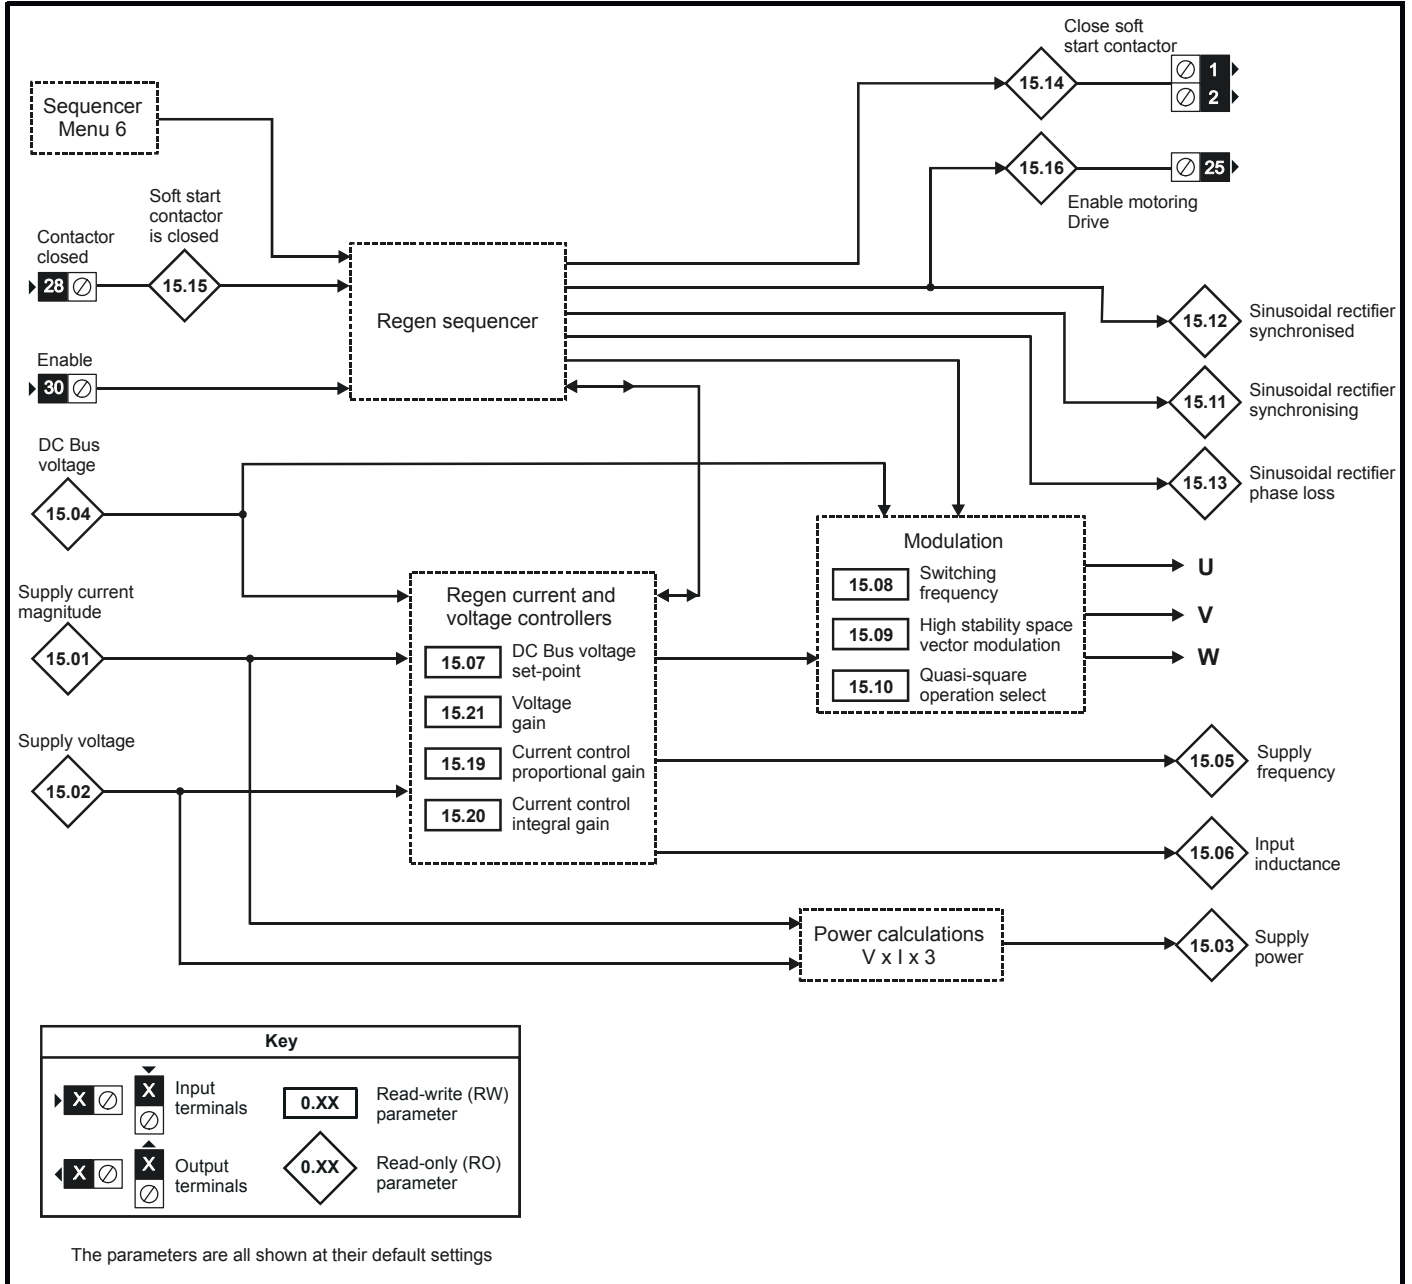 Close soft
start contactor
15.14
1
2
Sequencer
Menu 6
15.16
25
Enable motoring
Drive
Soft start
contactor
is closed
Contactor
closed
28
15.15
Regen sequencer
Enable
30
15.12
Sinusoidal rectifier
synchronised
15.11
Sinusoidal rectifier
synchronising
15.13
Sinusoidal rectifier
phase loss
DC Bus
voltage
15.04
Supply current
magnitude
15.01
Supply voltage
15.02
Regen current and
voltage controllers
15.07
DC Bus voltage
set-point
15.21
Voltage
gain
15.19
Current control
proportional gain
15.20
Current control
integral gain
Modulation
15.08
Switching
frequency
15.09
High stability space
vector modulation
15.10
Quasi-square
operation select
U
V
W
15.05
Supply
frequency
15.06
Input
inductance
Power calculations
V x I x 3
15.03
Supply
power
Key
X
X
Input
terminals
0.XX
Read-write (RW)
parameter
X
X
Output
terminals
0.XX
Read-only (RO)
parameter
The parameters are all shown at their default settings